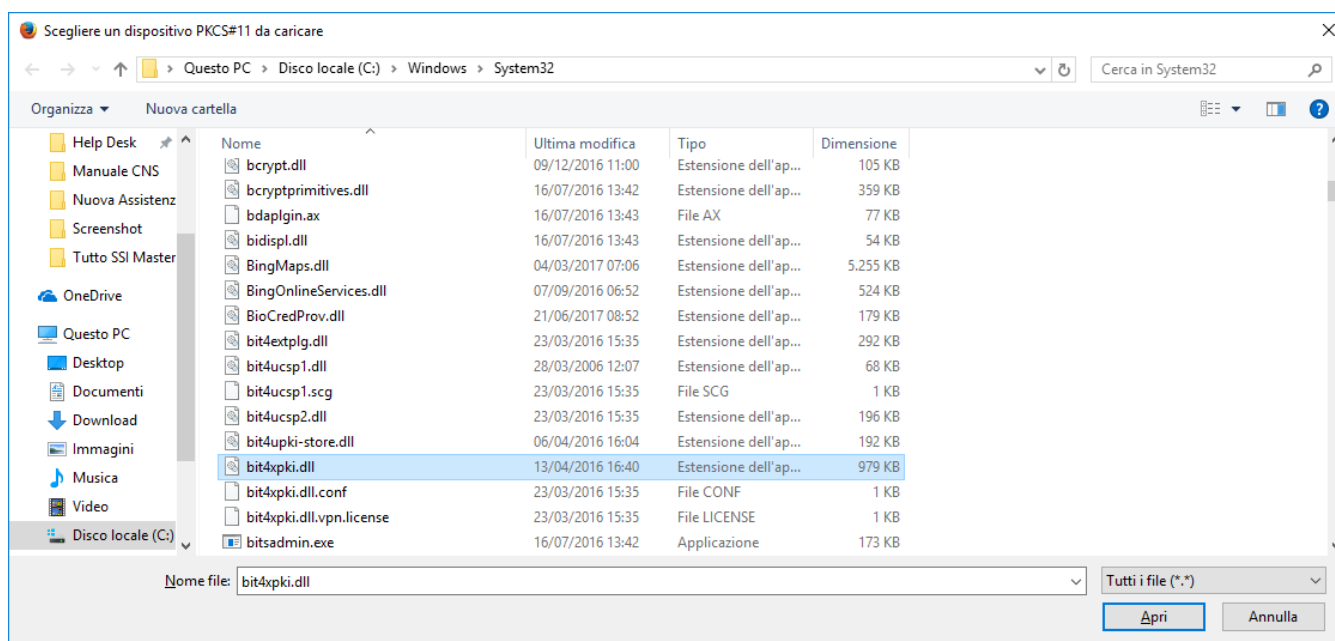 Scegliere un dispositivo PKCS#11 da caricare
Questo PC > Disco locale (C:) > Windows > System32
Cerca in System32
Organizza
Nuova cartella
Help Desk
Manuale CNS
Nuova Assistenz
Screenshot
Tutto SSI Master
OneDrive
Questo PC
Desktop
Documenti
Download
Immagini
Musica
Video
Disco locale (C:)
Nome Ultima modifica Tipo Dimensione
bcrypt.dll 09/12/2016 11:00 Estensione dell'ap... 105 KB
bcryptprimitives.dll 16/07/2016 13:42 Estensione dell'ap... 359 KB
bdaplgin.ax 16/07/2016 13:43 File AX 77 KB
bidispl.dll 16/07/2016 13:43 Estensione dell'ap... 54 KB
BingMaps.dll 04/03/2017 07:06 Estensione dell'ap... 5.255 KB
BingOnlineServices.dll 07/09/2016 06:52 Estensione dell'ap... 524 KB
BioCredProv.dll 21/06/2017 08:52 Estensione dell'ap... 179 KB
bit4extplg.dll 23/03/2016 15:35 Estensione dell'ap... 292 KB
bit4ucsp1.dll 28/03/2006 12:07 Estensione dell'ap... 68 KB
bit4ucsp1.scg 23/03/2016 15:35 File SCG 1 KB
bit4ucsp2.dll 23/03/2016 15:35 Estensione dell'ap... 196 KB
bit4upki-store.dll 06/04/2016 16:04 Estensione dell'ap... 192 KB
bit4xpki.dll 13/04/2016 16:40 Estensione dell'ap... 979 KB
bit4xpki.dll.conf 23/03/2016 15:35 File CONF 1 KB
bit4xpki.dll.vpn.license 23/03/2016 15:35 File LICENSE 1 KB
bitsadmin.exe 16/07/2016 13:42 Applicazione 173 KB
Nome file: bit4xpki.dll
Tutti i file (*.*)
Apri
Annulla